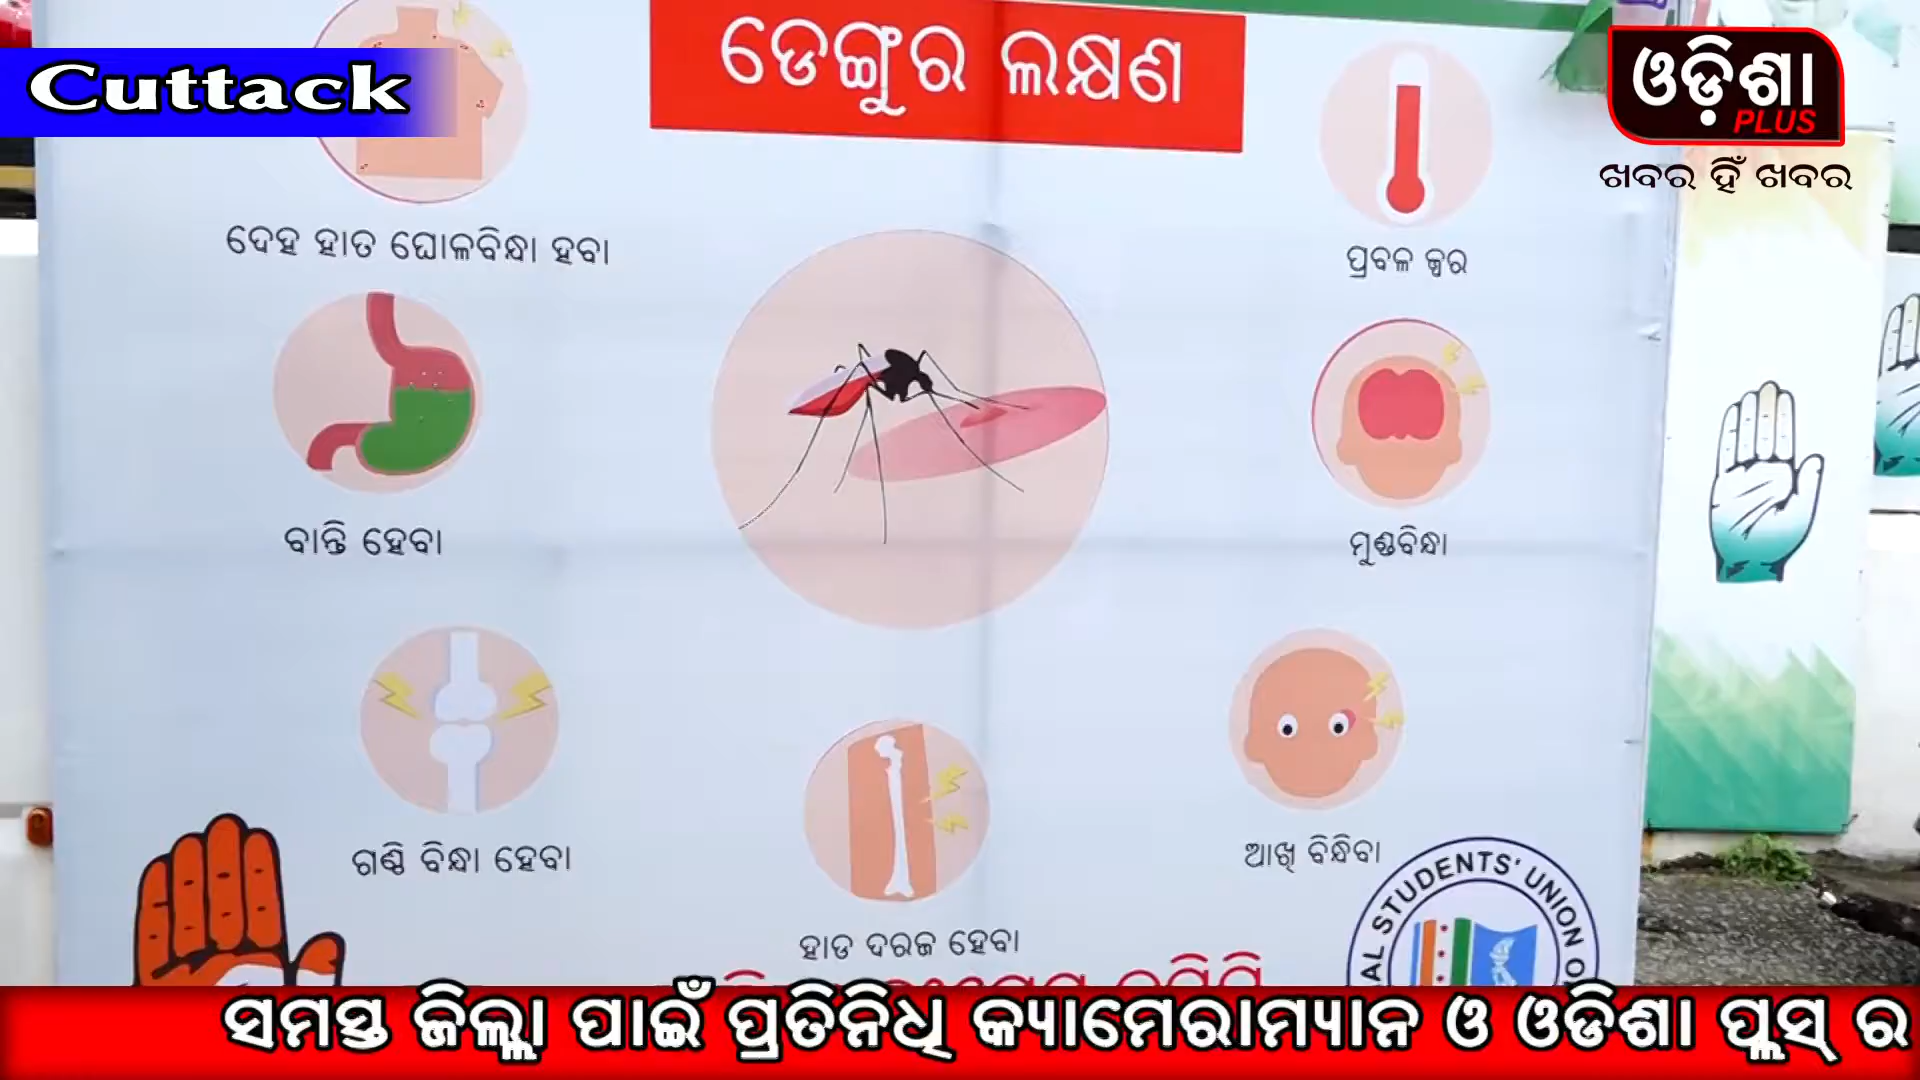 Cuttack
ଡେଙ୍ଗୁର ଲକ୍ଷଣ
ଓଡ଼ିଶା
PLUS
ଖବର ହିଁ ଖବର
ଦେହ ହାତ ଘୋଳବିନ୍ଧା ହବା
ପ୍ରବଳ ଜ୍ବର
ବାନ୍ତି ହେବା
ମୁଣ୍ଡବିନ୍ଧା
ଗଣ୍ଠି ବିନ୍ଧା ହେବା
ଆଖି ବିନ୍ଧିବା
ହାଡ ଦରଜ ହେବା
STUDENTS' UNION
ସମସ୍ତ ଜିଲ୍ଲା ପାଇଁ ପ୍ରତିନିଧି କ୍ୟାମେରାମ୍ୟାନ ଓ ଓଡିଶା ପ୍ଲସ୍ ର